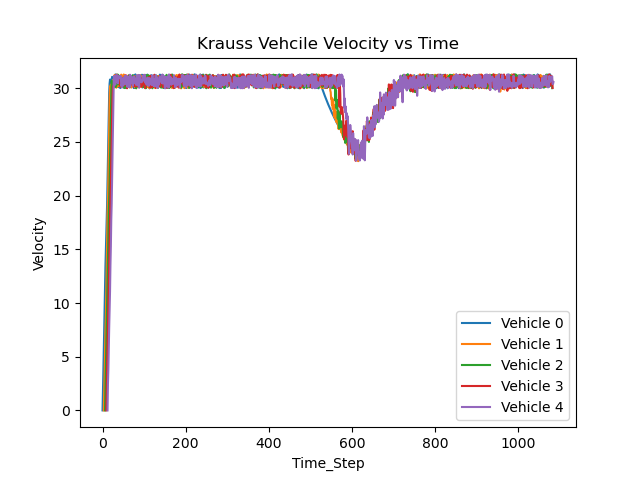 Krauss Vehcile Velocity vs Time
30
25
20
15
10
5
0
Velocity
0 200 400 600 800 1000
Time_Step
Vehicle 0
Vehicle 1
Vehicle 2
Vehicle 3
Vehicle 4